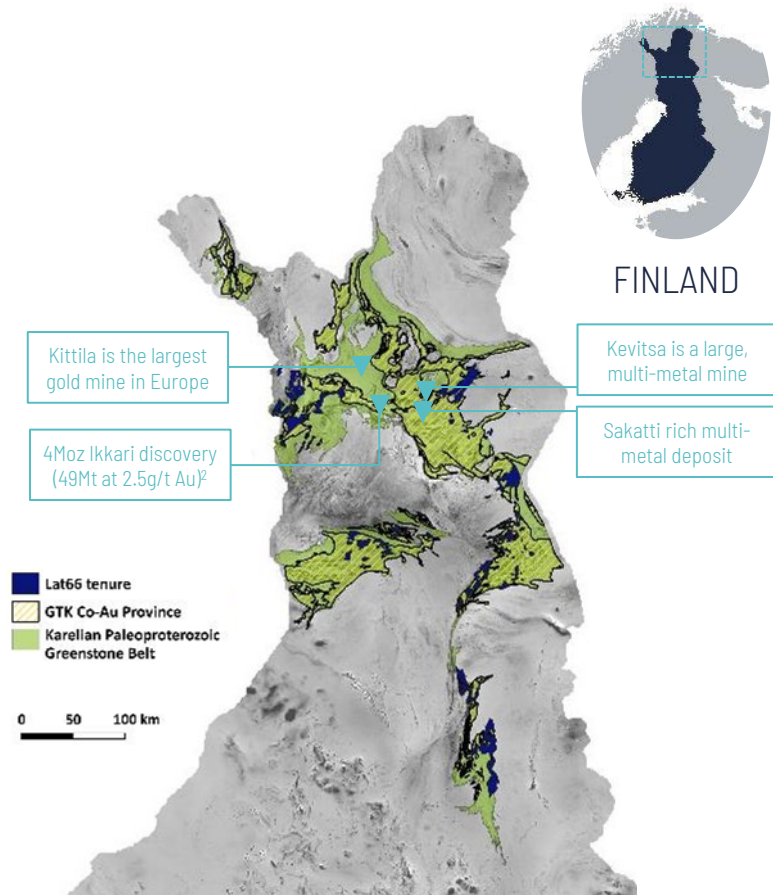 FINLAND
Kittila is the largest
gold mine in Europe
Kevitsa is a large,
multi-metal mine
4Moz Ikkari discovery
(49Mt at 2.5g/t Au)²
Sakatti rich multi-
metal deposit
Lat66 tenure
GTK Co-Au Province
Karelian Paleoproterozoic
Greenstone Belt
0 50 100 km